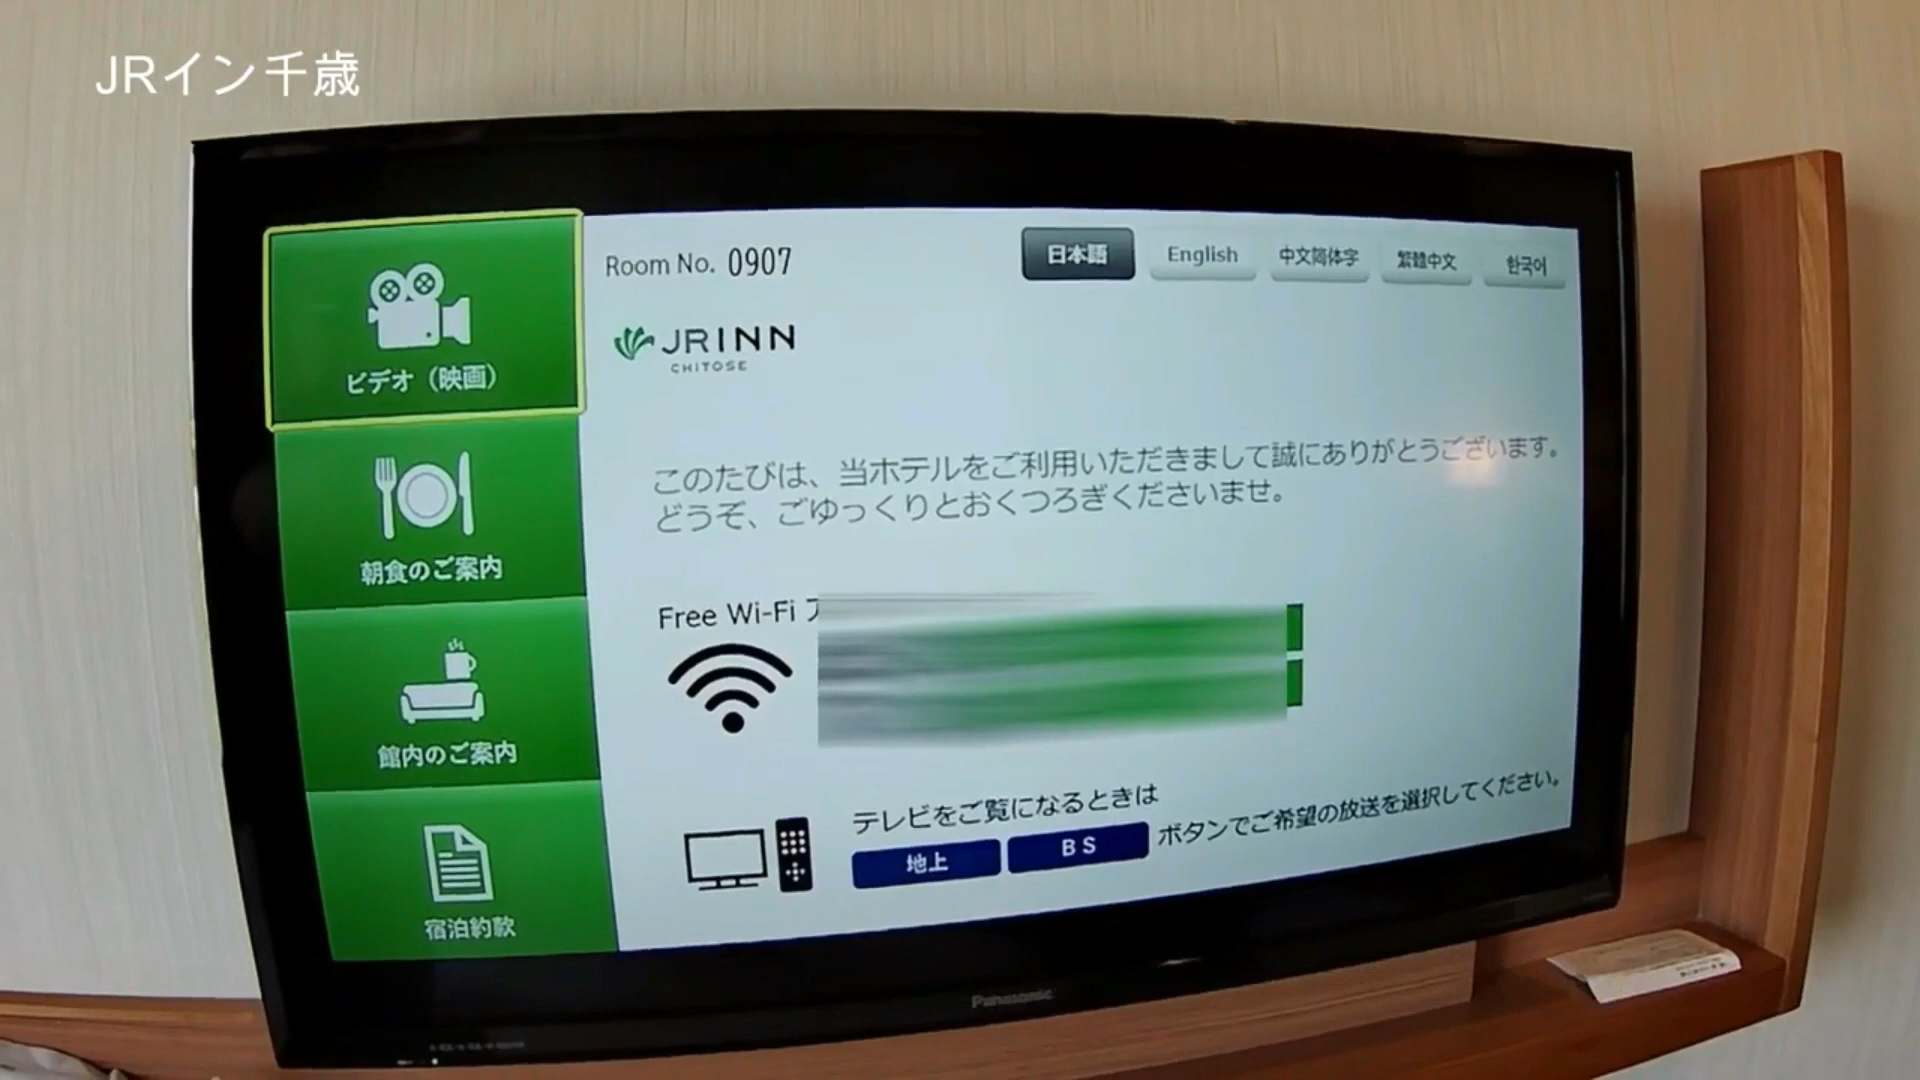 JRイン千歳
Room No. 0907
日本語 English 中文简体字 繁體中文 한국어
JR INN
CHITOSE
ビデオ（映画）
このたびは、当ホテルをご利用いただきまして誠にありがとうございます。
どうぞ、ごゆっくりとおくつろぎくださいませ。
朝食のご案内
Free Wi-Fi
館内のご案内
テレビをご覧になるときは
地上 BS ボタンでご希望の放送を選択してください。
宿泊約款
Panasonic